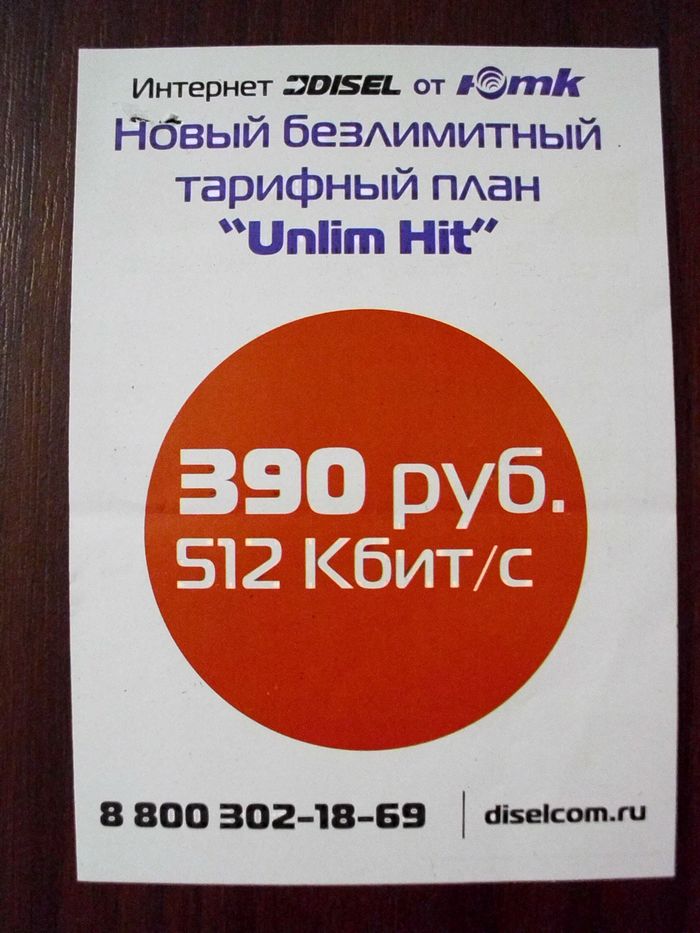 Интернет DISEL от Юmk
Новый безлимитный
тарифный план
“Unlim Hit”
390 руб.
512 Кбит/с
8 800 302-18-69 | diselcom.ru